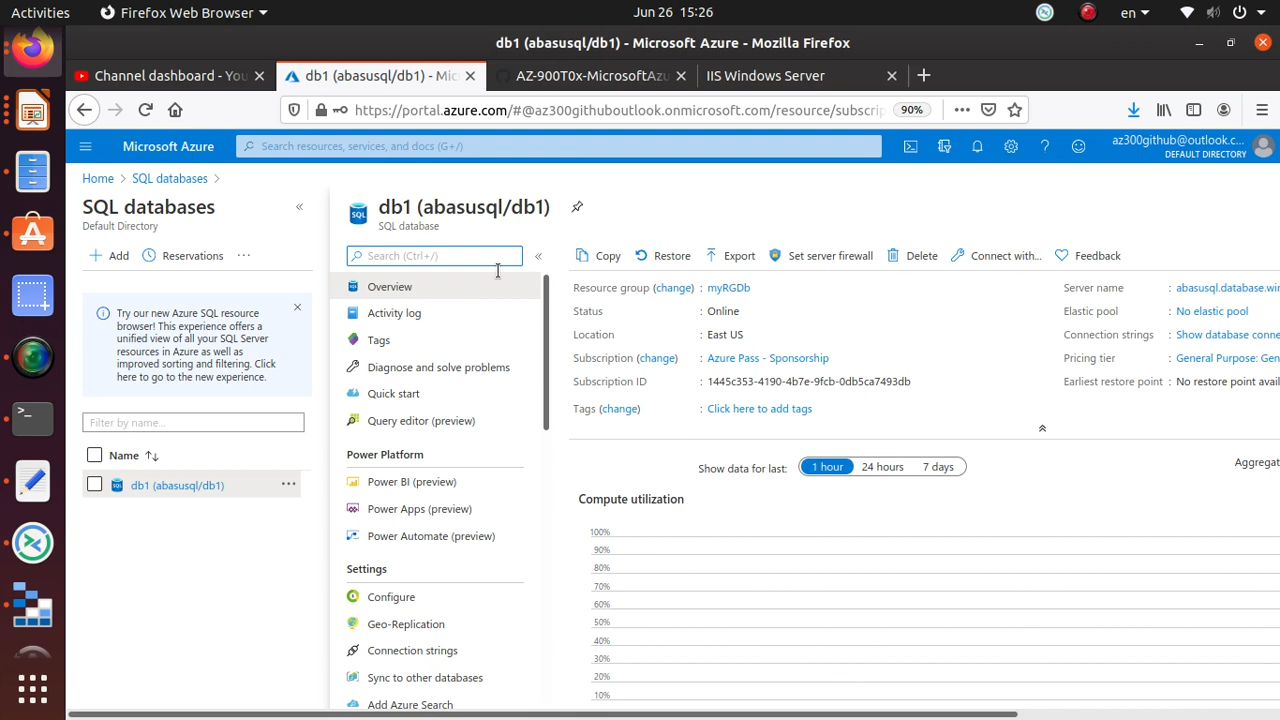 Activities
Firefox Web Browser
Jun 26 15:26
en
db1 (abasusql/db1) - Microsoft Azure - Mozilla Firefox
Channel dashboard - You
db1 (abasusql/db1) - Mic
AZ-900T0x-MicrosoftAzu
IIS Windows Server
https://portal.azure.com/#@az300githuboutlook.onmicrosoft.com/resource/subscrip
90%
Microsoft Azure
Search resources, services, and docs (G+/)
az300github@outlook.c...
DEFAULT DIRECTORY
Home
SQL databases
SQL databases
Default Directory
Add
Reservations
Try our new Azure SQL resource
browser! This experience offers a
unified view of all your SQL Server
resources in Azure as well as
improved sorting and filtering. Click
here to go to the new experience.
Filter by name...
Name
db1 (abasusql/db1)
db1 (abasusql/db1)
SQL database
Search (Ctrl+/)
Overview
Activity log
Tags
Diagnose and solve problems
Quick start
Query editor (preview)
Power Platform
Power BI (preview)
Power Apps (preview)
Power Automate (preview)
Settings
Configure
Geo-Replication
Connection strings
Sync to other databases
Add Azure Search
Copy
Restore
Export
Set server firewall
Delete
Connect with...
Feedback
Resource group (change) : myRGDb
Status : Online
Location : East US
Subscription (change) : Azure Pass - Sponsorship
Subscription ID : 1445c353-4190-4b7e-9fcb-0db5ca7493db
Tags (change) : Click here to add tags
Server name : abasusql.database.win
Elastic pool : No elastic pool
Connection strings : Show database conne
Pricing tier : General Purpose: Gen
Earliest restore point : No restore point avai
Show data for last:
1 hour
24 hours
7 days
Aggregat
Compute utilization
100%
90%
80%
70%
60%
50%
40%
30%
20%
10%